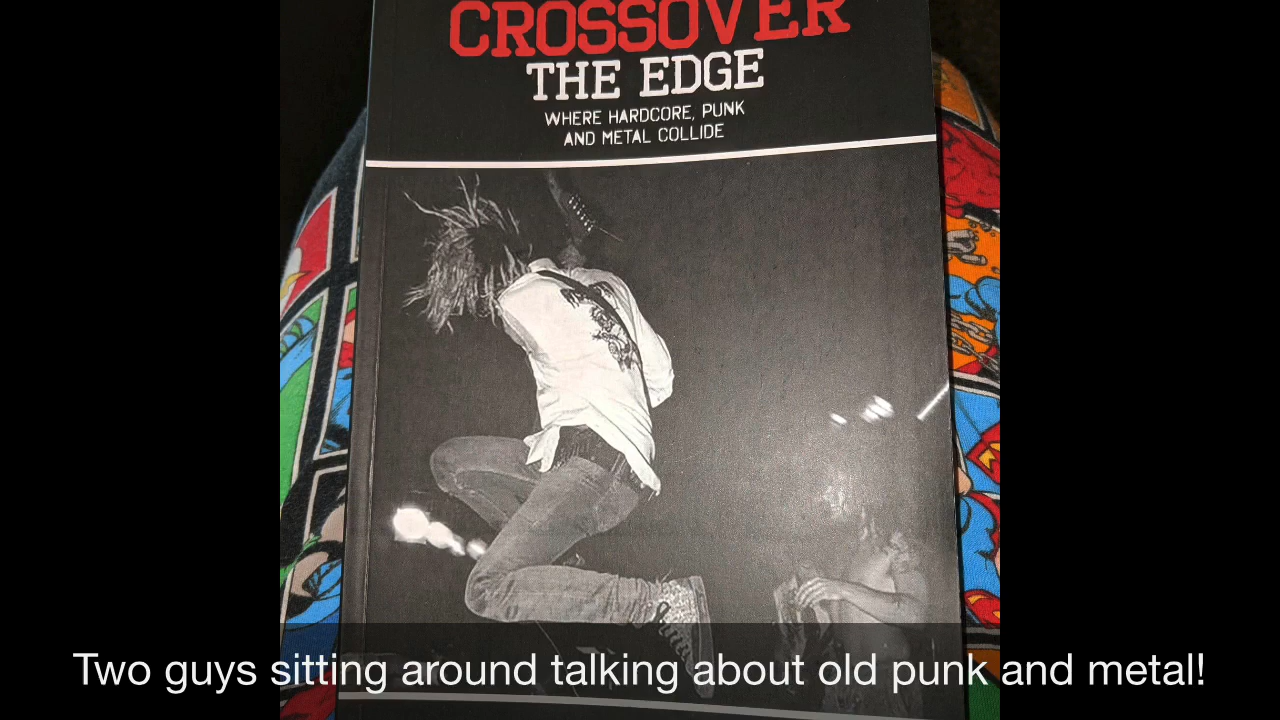 CROSSOVER
THE EDGE
WHERE HARDCORE, PUNK
AND METAL COLLIDE
Two guys sitting around talking about old punk and metal!